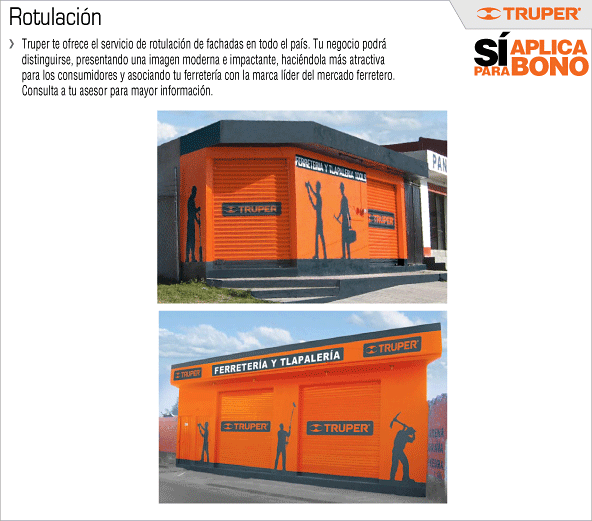 Rotulación
TRUPER®
SÍ APLICA
PARA BONO
Truper te ofrece el servicio de rotulación de fachadas en todo el país. Tu negocio podrá
distinguirse, presentando una imagen moderna e impactante, haciéndola más atractiva
para los consumidores y asociando tu ferretería con la marca líder del mercado ferretero.
Consulta a tu asesor para mayor información.
FERRETERIA Y TLAPALERIA
PAN
TRUPER
TRUPER
TRUPER
FERRETERÍA Y TLAPALERÍA
TRUPER
TRUPER
TRUPER